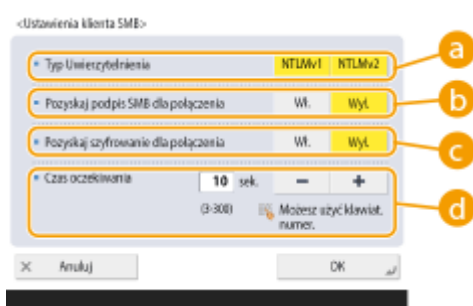 <Ustawienia klienta SMB>
Typ Uwierzytelnienia NTLMv1 NTLMv2 a
Pozyskaj podpis SMB dla połączenia Wł. Wył. b
Pozyskaj szyfrowanie dla połączenia Wł. Wył. c
Czas oczekiwania 10 sek. − + d
(3-300) Możesz użyć klawiat.
numer.
× Anuluj OK